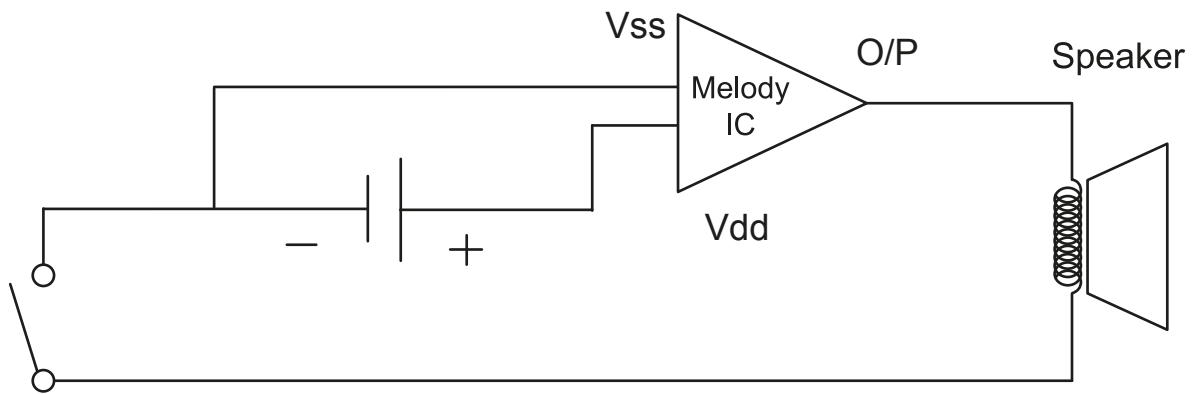 Vss
O/P
Speaker
Melody
IC
Vdd
− +